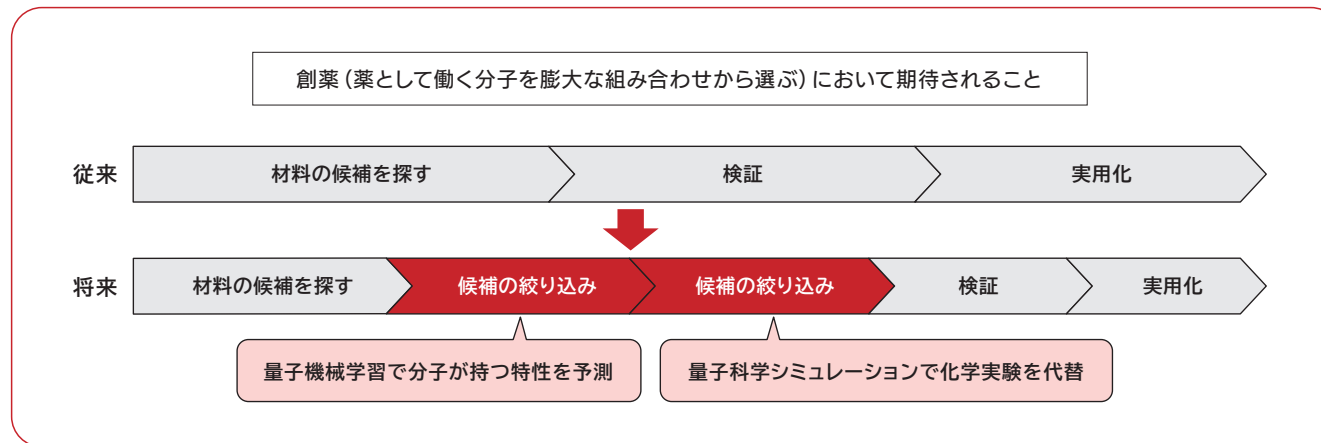 創薬（薬として働く分子を膨大な組み合わせから選ぶ）において期待されること
従来
材料の候補を探す
検証
実用化
将来
材料の候補を探す
候補の絞り込み
候補の絞り込み
検証
実用化
量子機械学習で分子が持つ特性を予測
量子科学シミュレーションで化学実験を代替